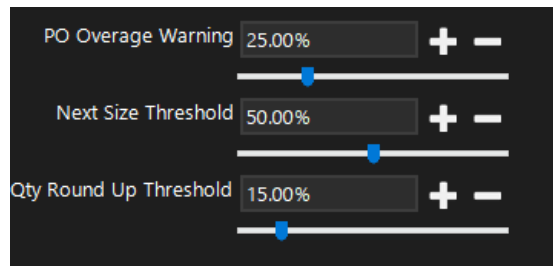 PO Overage Warning 25.00%
Next Size Threshold 50.00%
Qty Round Up Threshold 15.00%